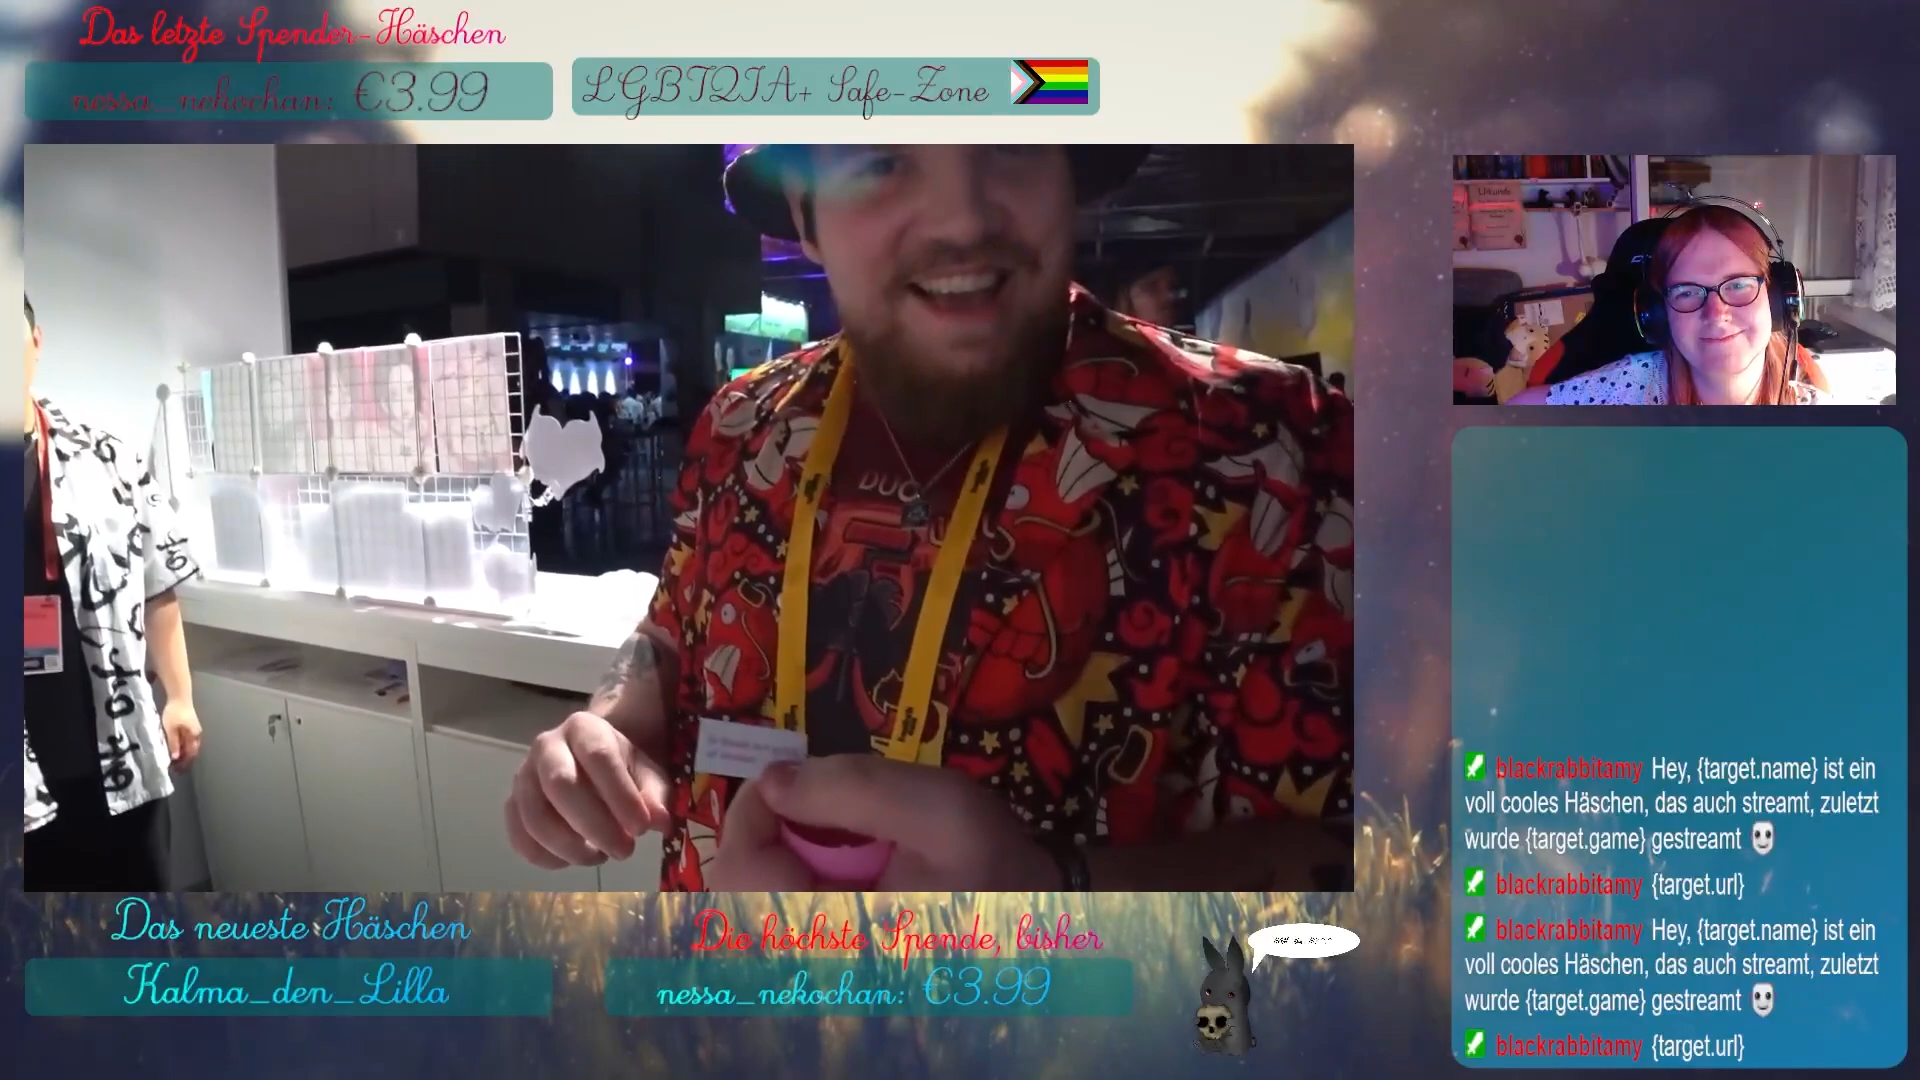 Das letzte Spender-Häschen
nessa_nekochan: €3.99
LGBTQIA+ Safe-Zone
Urkunde
DUC
Das neueste Häschen
Kalma_den_Lilla
Die höchste Spende, bisher
nessa_nekochan: €3.99
blackrabbitamy Hey, {target.name} ist ein
voll cooles Häschen, das auch streamt, zuletzt
wurde {target.game} gestreamt
blackrabbitamy {target.url}
blackrabbitamy Hey, {target.name} ist ein
voll cooles Häschen, das auch streamt, zuletzt
wurde {target.game} gestreamt
blackrabbitamy {target.url}